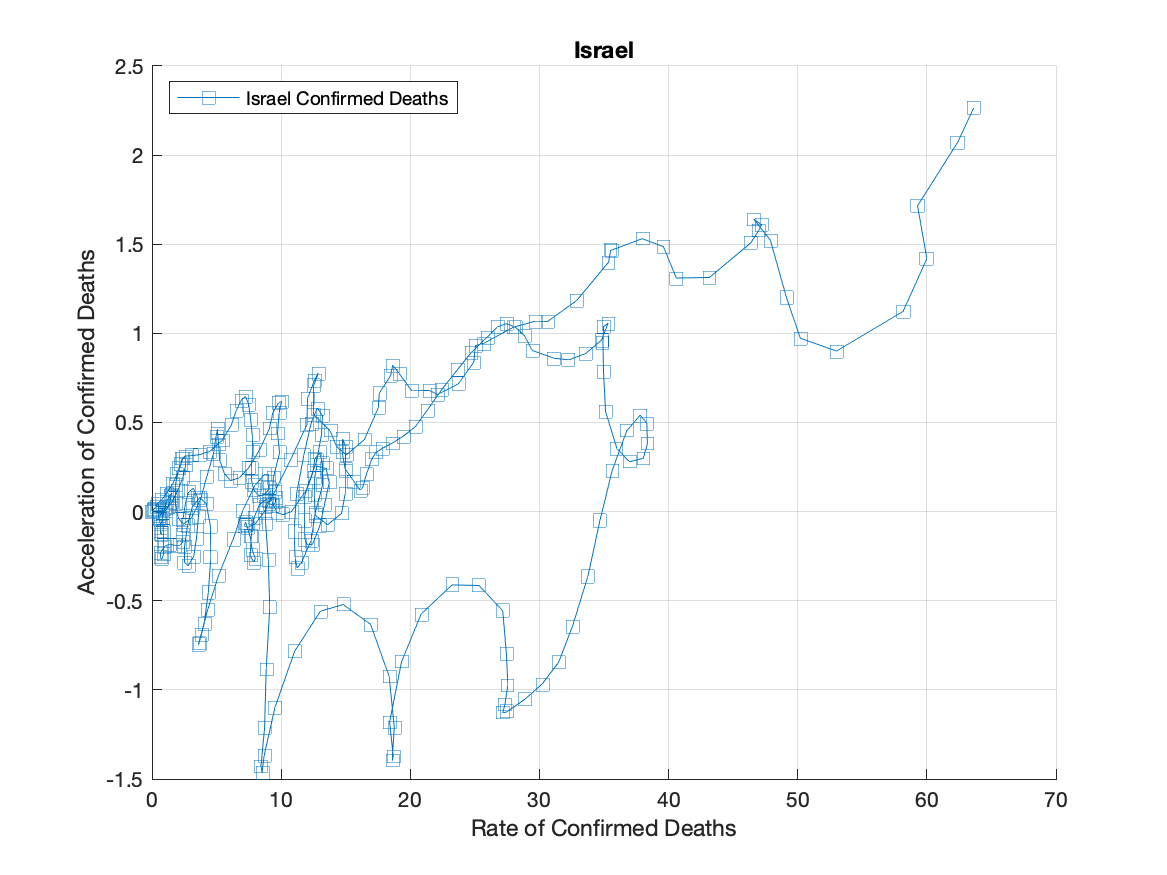 Israel
Israel Confirmed Deaths
2.5
2
1.5
1
0.5
0
-0.5
-1
-1.5
Acceleration of Confirmed Deaths
0 10 20 30 40 50 60 70
Rate of Confirmed Deaths